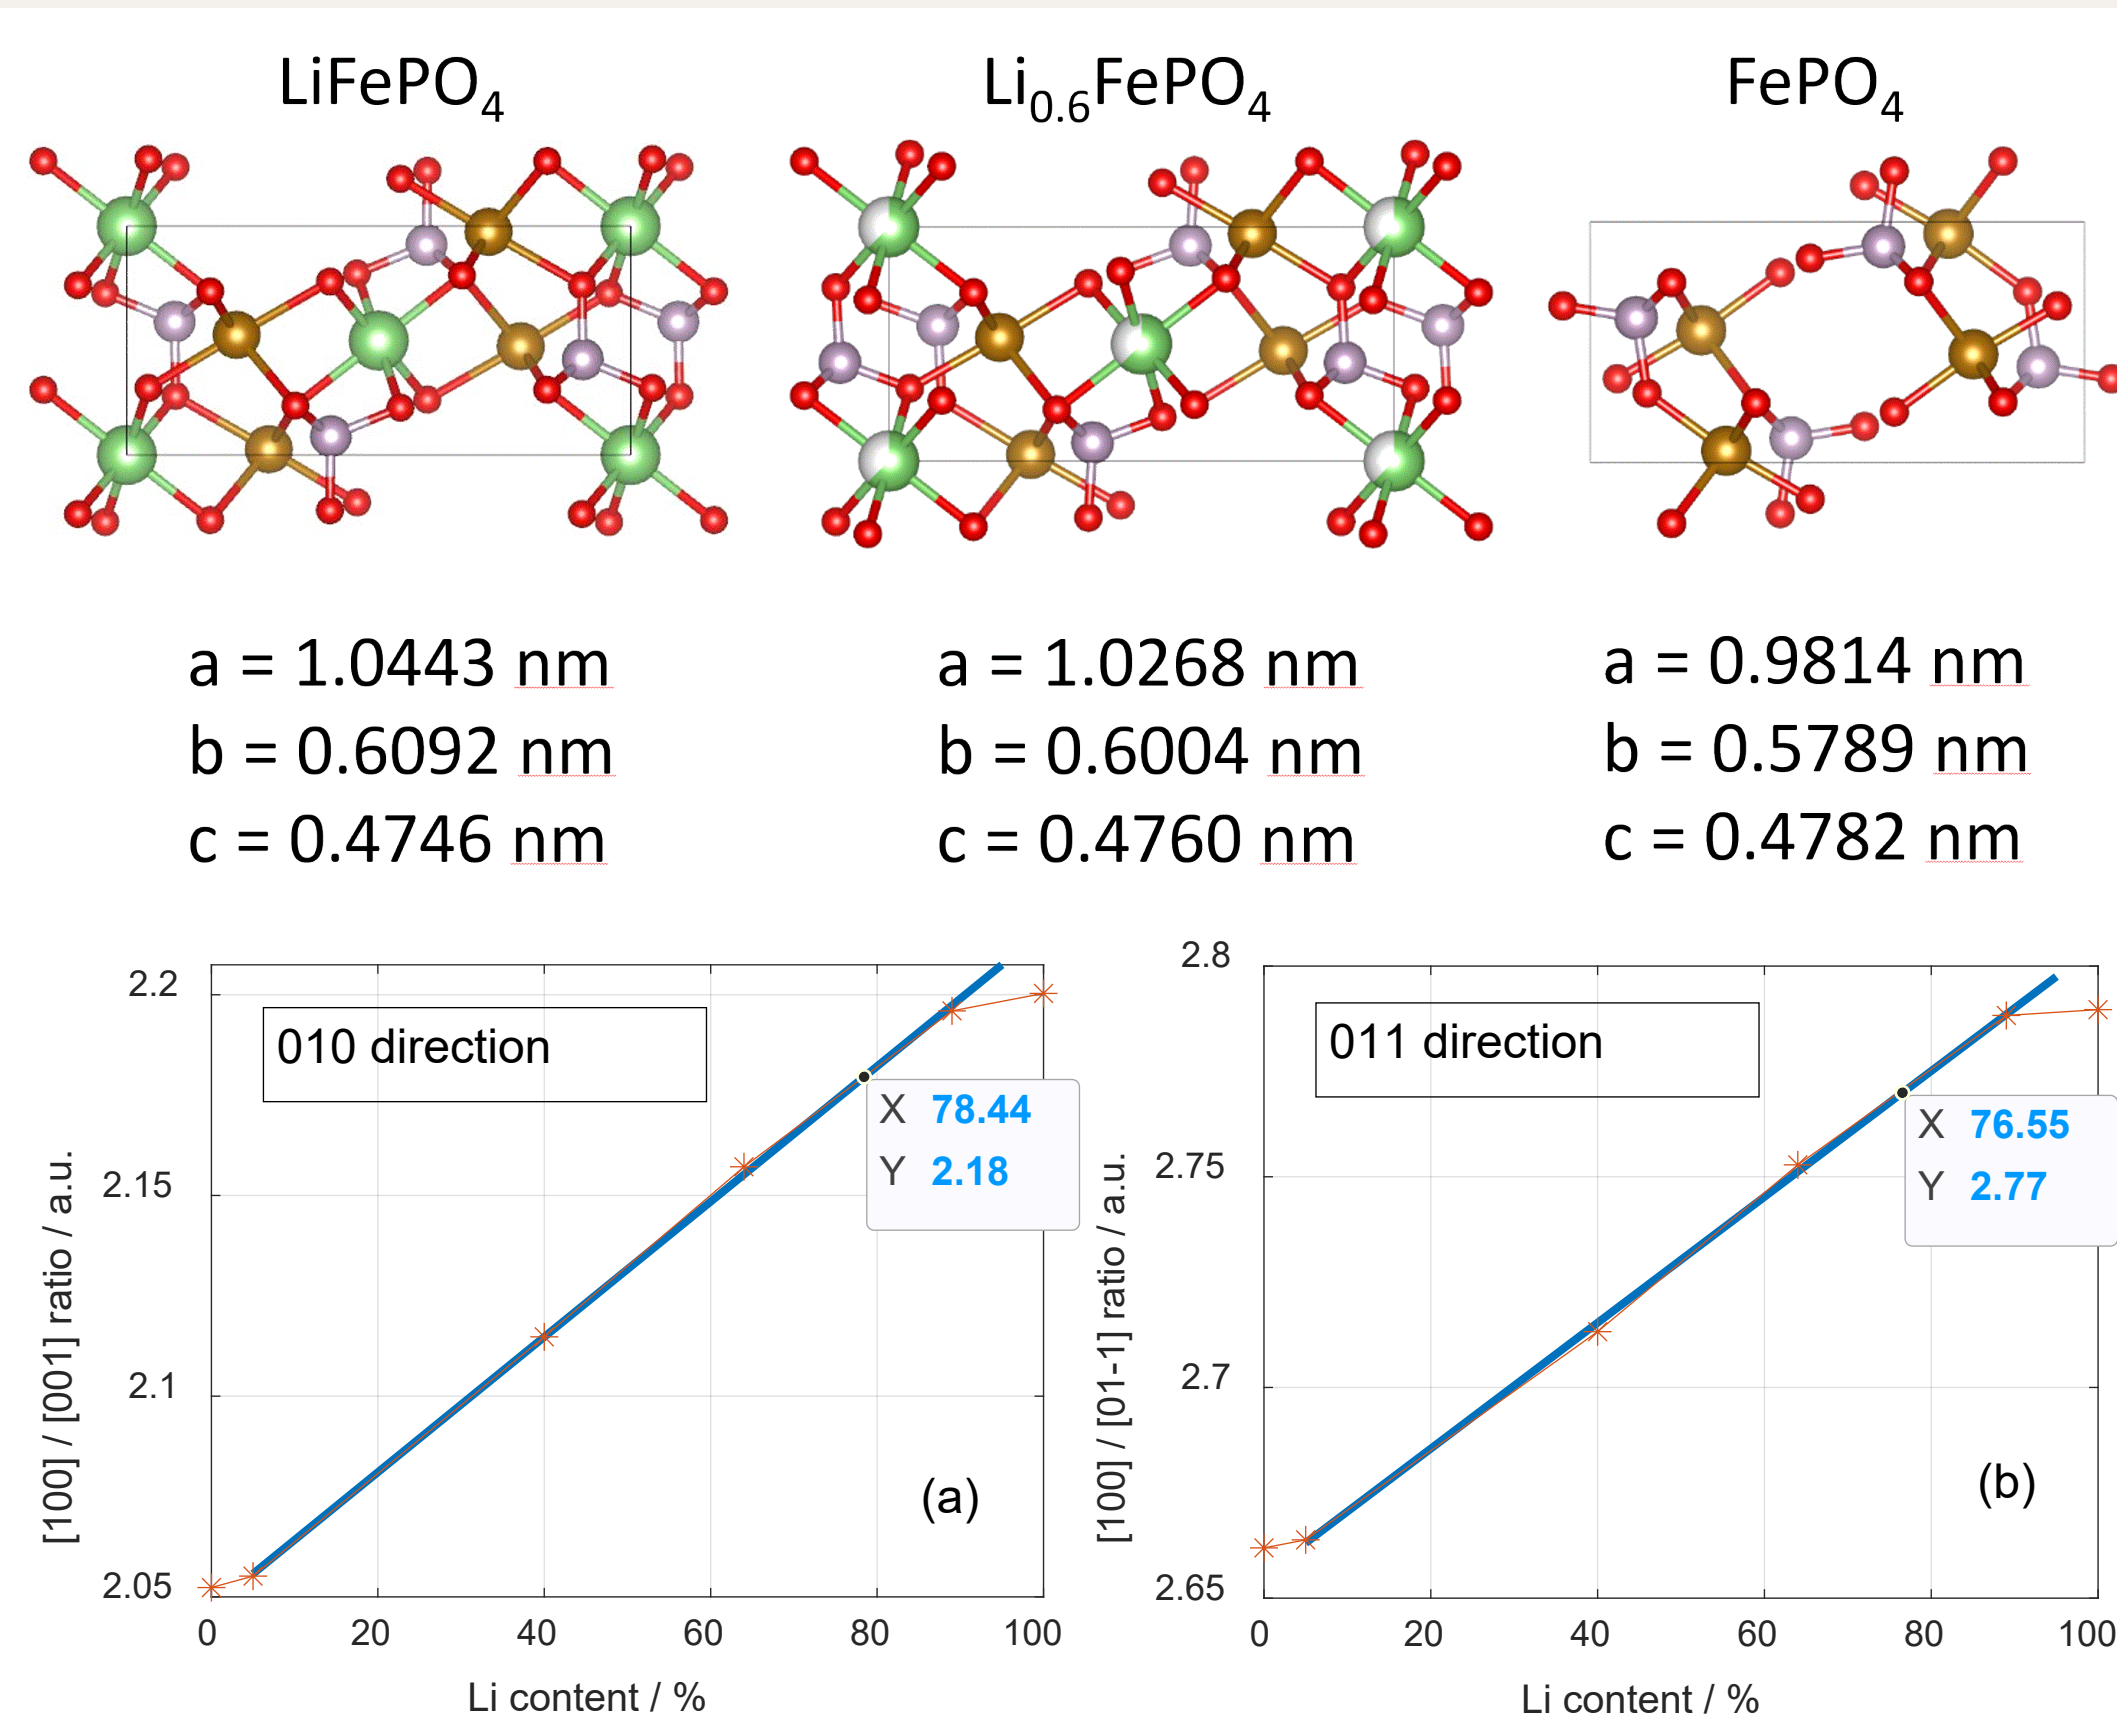 LiFePO4
Li0.6FePO4
FePO4
a = 1.0443 nm
b = 0.6092 nm
c = 0.4746 nm
a = 1.0268 nm
b = 0.6004 nm
c = 0.4760 nm
a = 0.9814 nm
b = 0.5789 nm
c = 0.4782 nm
[100] / [001] ratio / a.u.
2.2
2.15
2.1
2.05
010 direction
X 78.44
Y 2.18
(a)
0 20 40 60 80 100
Li content / %
[100] / [01-1] ratio / a.u.
2.8
2.75
2.7
2.65
011 direction
X 76.55
Y 2.77
(b)
0 20 40 60 80 100
Li content / %